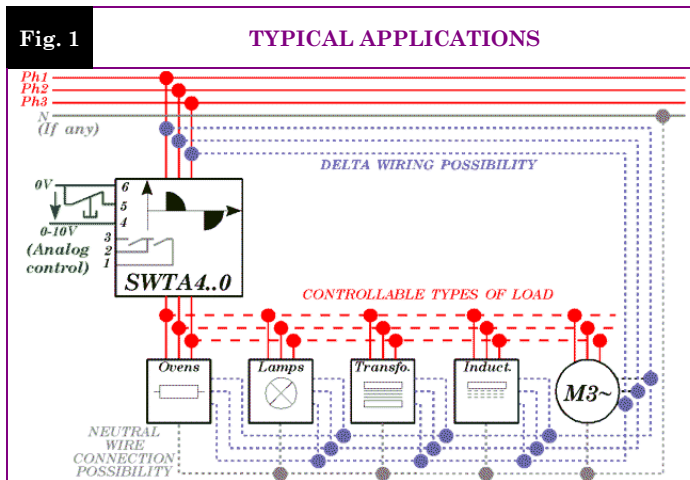 Fig. 1
TYPICAL APPLICATIONS
Ph1
Ph2
Ph3
N
(If any)
DELTA WIRING POSSIBILITY
0V
6
5
0-10V
4
(Analog
control)
3
2
1
SWTA4..0
CONTROLLABLE TYPES OF LOAD
Ovens
Lamps
Transfo.
Induct.
M3~
NEUTRAL
WIRE
CONNECTION
POSSIBILITY